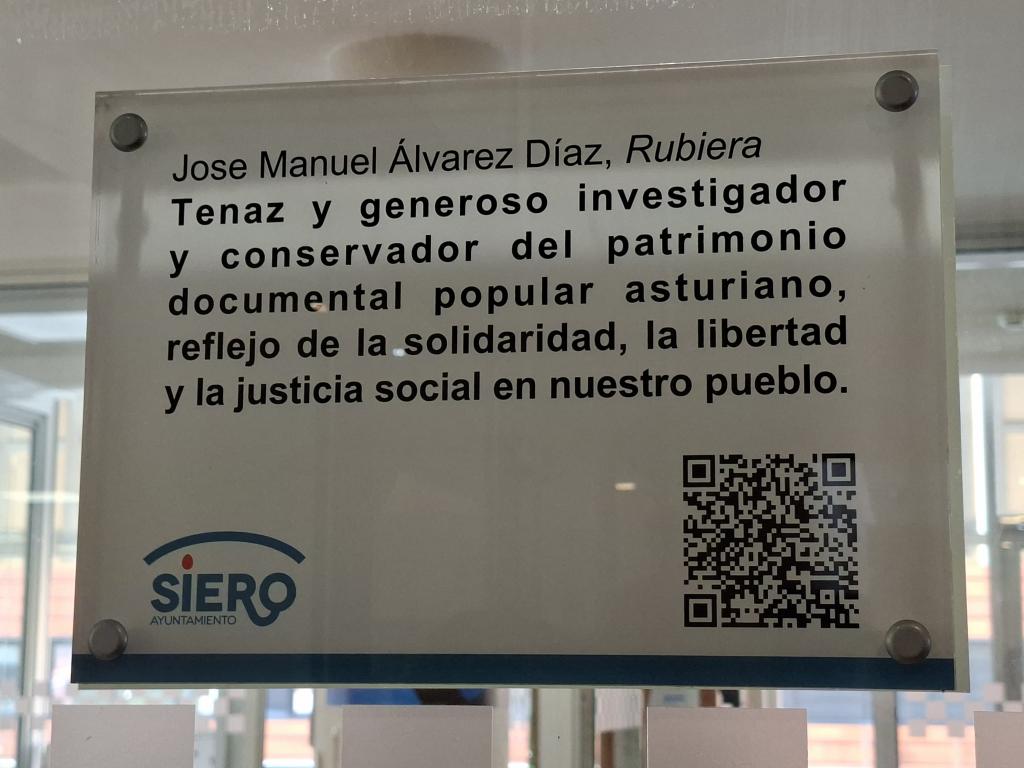 Jose Manuel Álvarez Díaz, Rubiera
Tenaz y generoso investigador
y conservador del patrimonio
documental popular asturiano,
reflejo de la solidaridad, la libertad
y la justicia social en nuestro pueblo.
SIERO
AYUNTAMIENTO